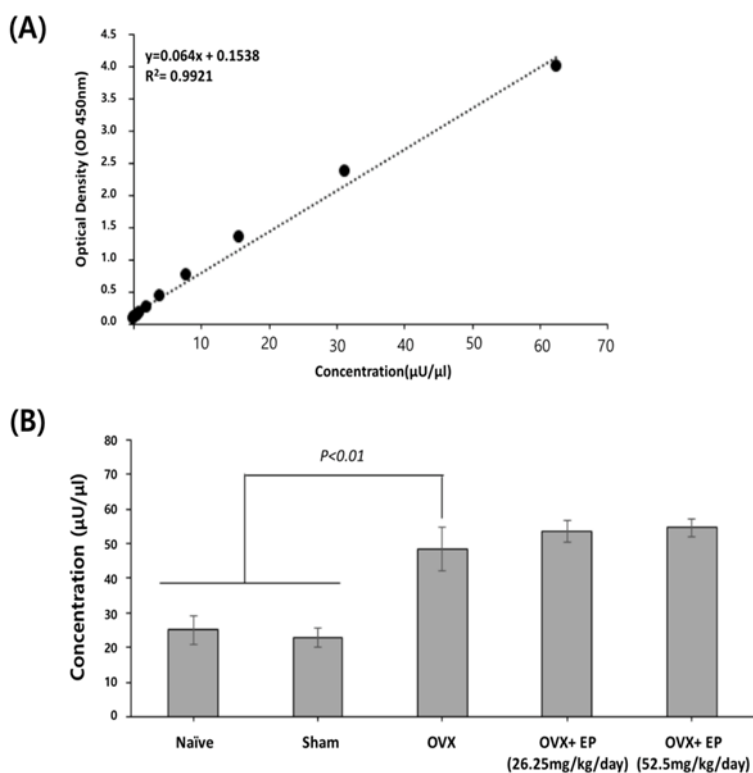 (A)
y=0.064x + 0.1538
R²= 0.9921
Optical Density (OD 450nm)
4.5
4.0
3.5
3.0
2.5
2.0
1.5
1.0
0.5
0.0
10
20
30
40
50
60
70
Concentration(µU/µl)
(B)
P<0.01
Concentration (µU/µl)
80
70
60
50
40
30
20
10
0
Naïve
Sham
OVX
OVX+ EP
(26.25mg/kg/day)
OVX+ EP
(52.5mg/kg/day)